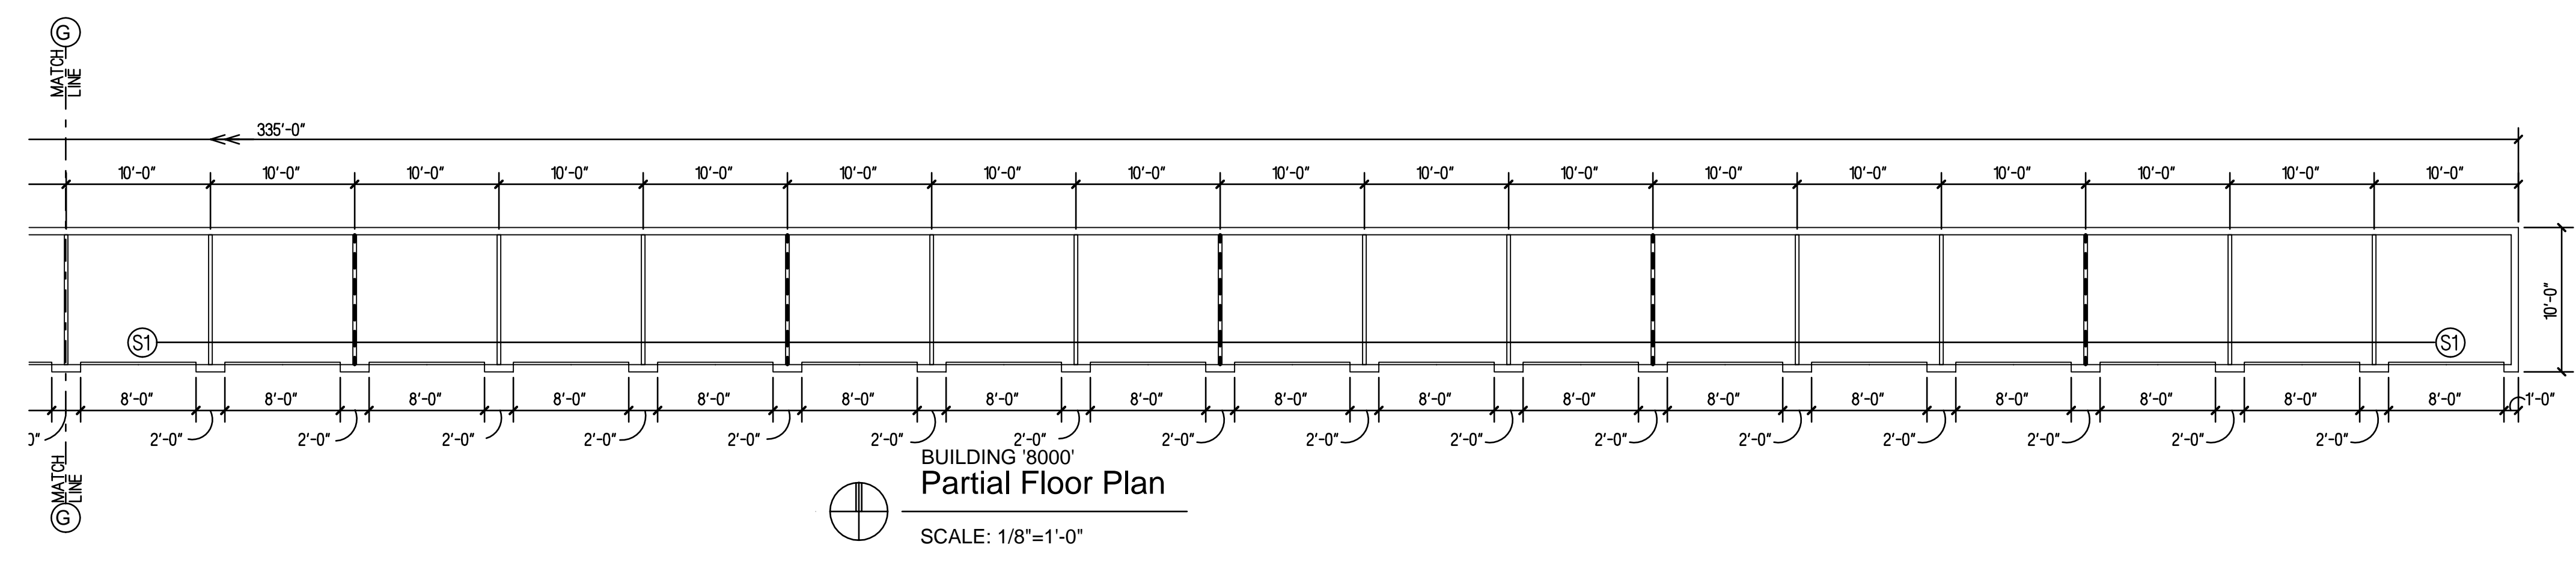 G
MATCH
LINE
335'-0"
10'-0" 10'-0" 10'-0" 10'-0" 10'-0" 10'-0" 10'-0" 10'-0" 10'-0" 10'-0" 10'-0" 10'-0" 10'-0" 10'-0" 10'-0" 10'-0" 10'-0"
10'-0"
S1 S1
8'-0" 8'-0" 8'-0" 8'-0" 8'-0" 8'-0" 8'-0" 8'-0" 8'-0" 8'-0" 8'-0" 8'-0" 8'-0" 8'-0" 8'-0" 8'-0" 8'-0" 1'-0"
0" 2'-0" 2'-0" 2'-0" 2'-0" 2'-0" 2'-0" 2'-0" 2'-0" 2'-0" 2'-0" 2'-0" 2'-0" 2'-0" 2'-0" 2'-0" 2'-0"
MATCH
LINE
G
BUILDING '8000'
Partial Floor Plan
SCALE: 1/8"=1'-0"